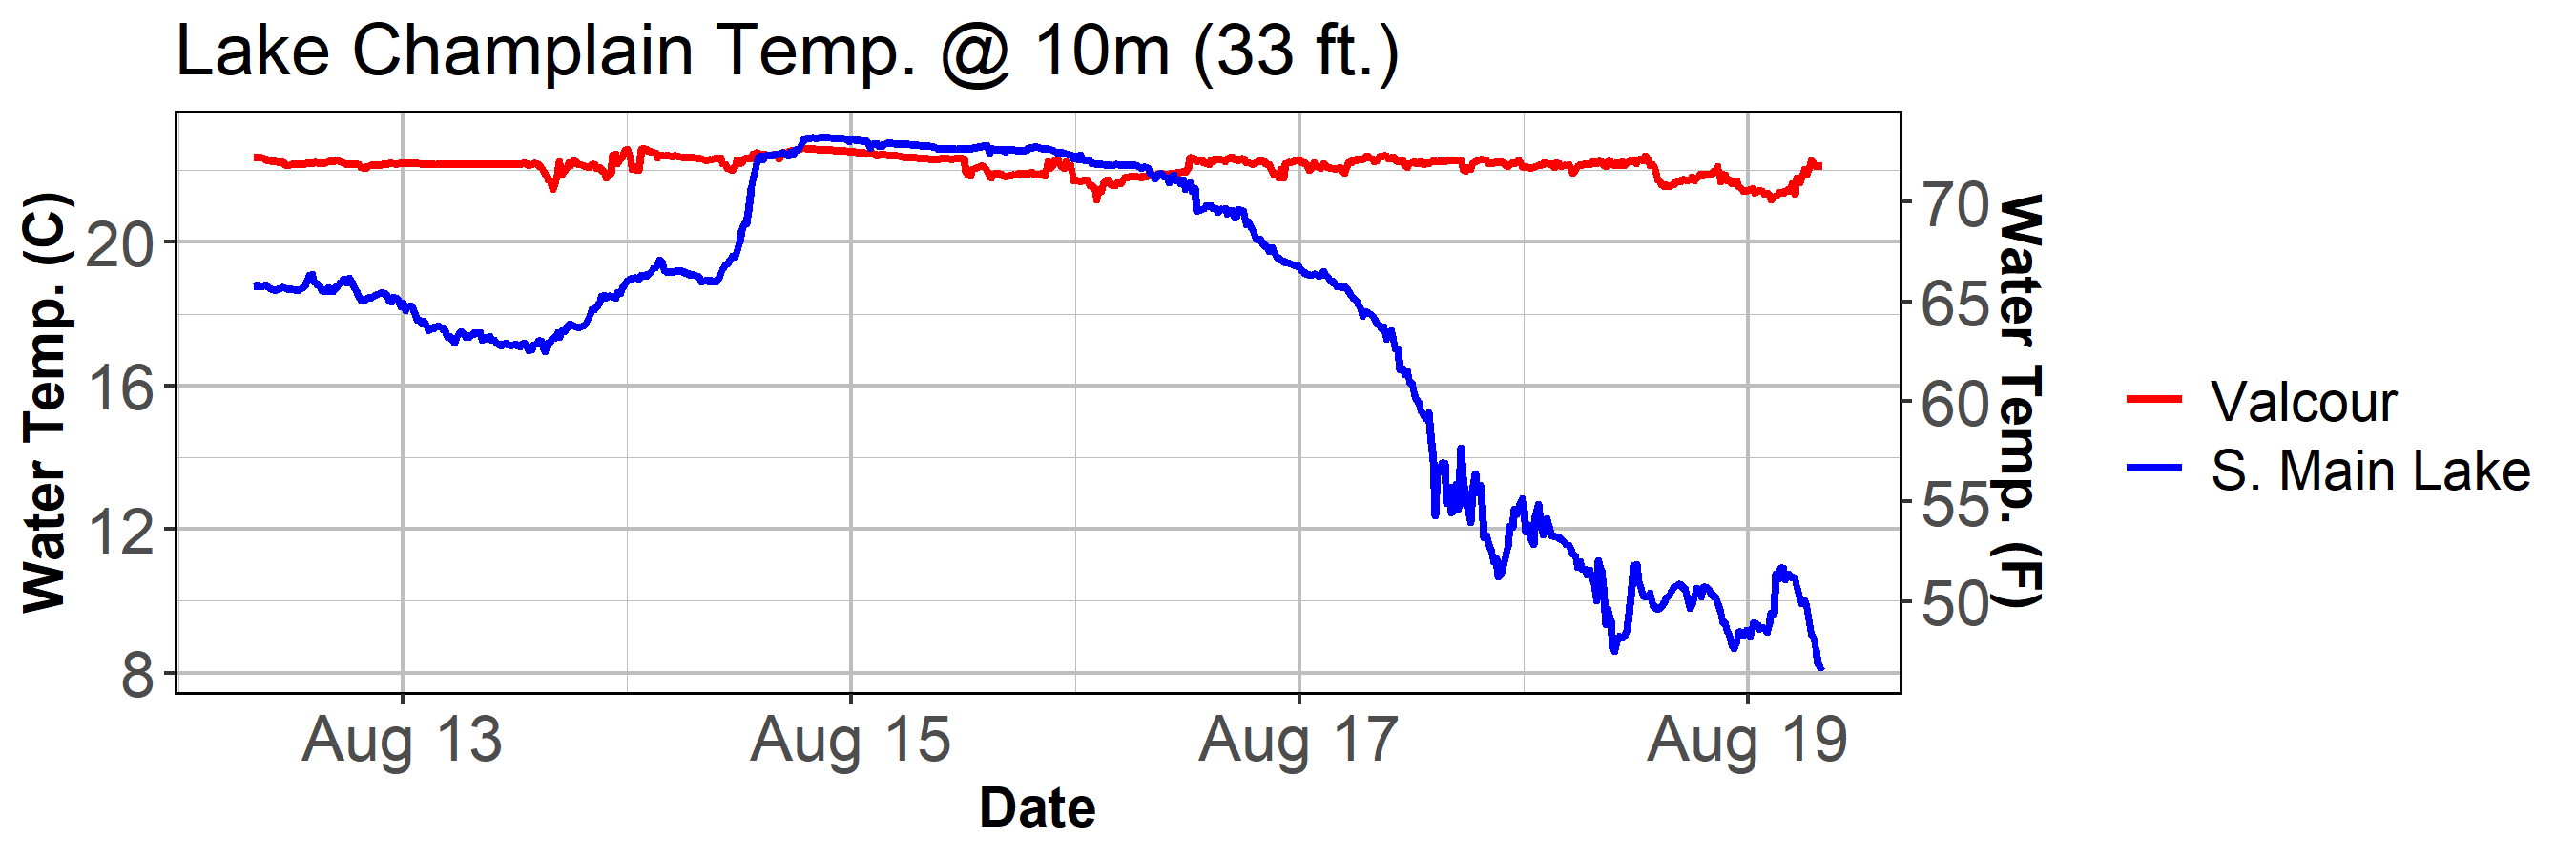 Lake Champlain Temp. @ 10m (33 ft.)
Water Temp. (C)
20
16
12
8
70
65
60
55
50
Water Temp. (F)
Aug 13 Aug 15 Aug 17 Aug 19
Date
Valcour
S. Main Lake